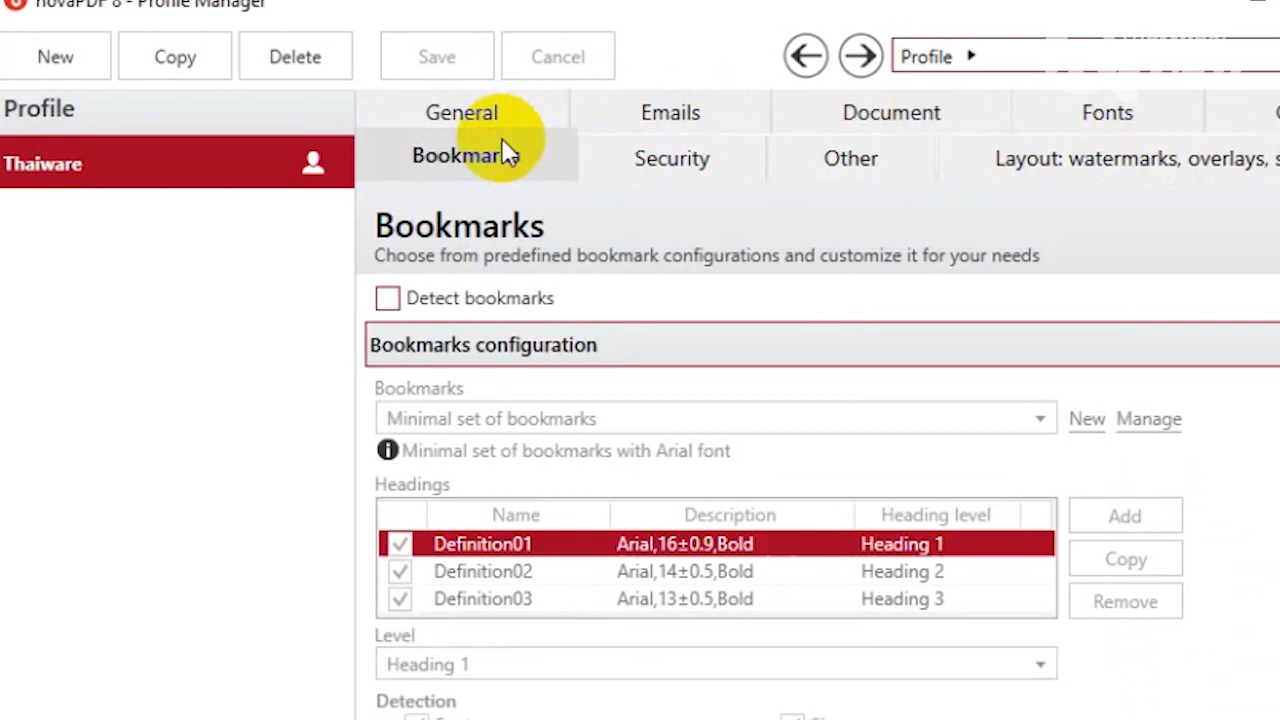 novaPDF 8 - Profile Manager
New Copy Delete Save Cancel Profile
Profile
General Emails Document Fonts
Thaiware
Bookmarks Security Other Layout: watermarks, overlays,
Bookmarks
Choose from predefined bookmark configurations and customize it for your needs
Detect bookmarks
Bookmarks configuration
Bookmarks
Minimal set of bookmarks New Manage
Minimal set of bookmarks with Arial font
Headings
Name Description Heading level Add
Definition01 Arial,16±0.9,Bold Heading 1
Definition02 Arial,14±0.5,Bold Heading 2 Copy
Definition03 Arial,13±0.5,Bold Heading 3 Remove
Level
Heading 1
Detection